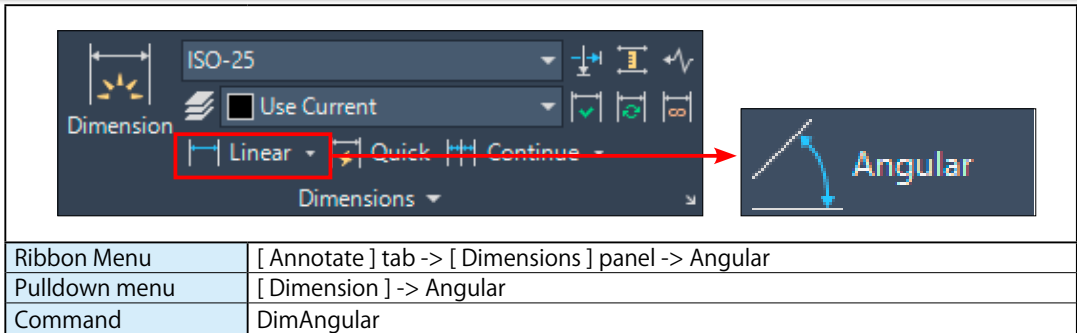 ISO-25
Use Current
Dimension
Linear Quick Continue
Dimensions
Angular
Ribbon Menu [ Annotate ] tab -> [ Dimensions ] panel -> Angular
Pulldown menu [ Dimension ] -> Angular
Command DimAngular